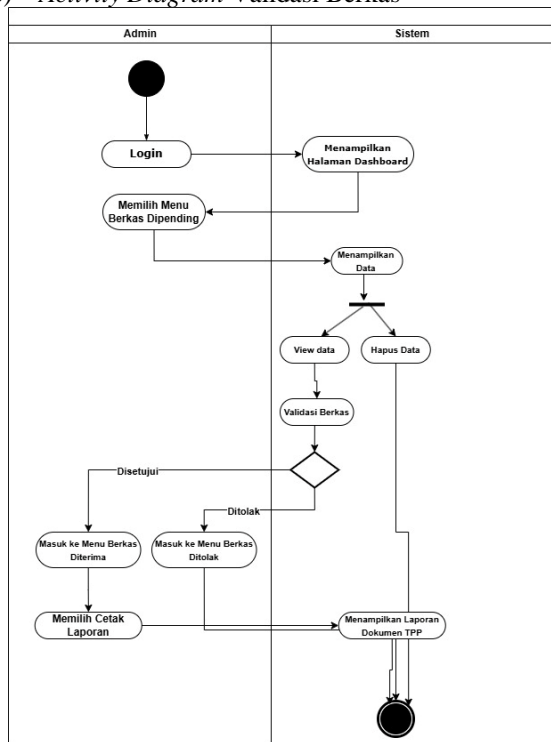 Activity Diagram Validasi Berkas
Admin
Sistem
Login
Menampilkan
Halaman Dashboard
Memilih Menu
Berkas Dipending
Menampilkan
Data
View data
Hapus Data
Validasi Berkas
Disetujui
Ditolak
Masuk ke Menu Berkas
Diterima
Masuk ke Menu Berkas
Ditolak
Memilih Cetak
Laporan
Menampilkan Laporan
Dokumen TPP